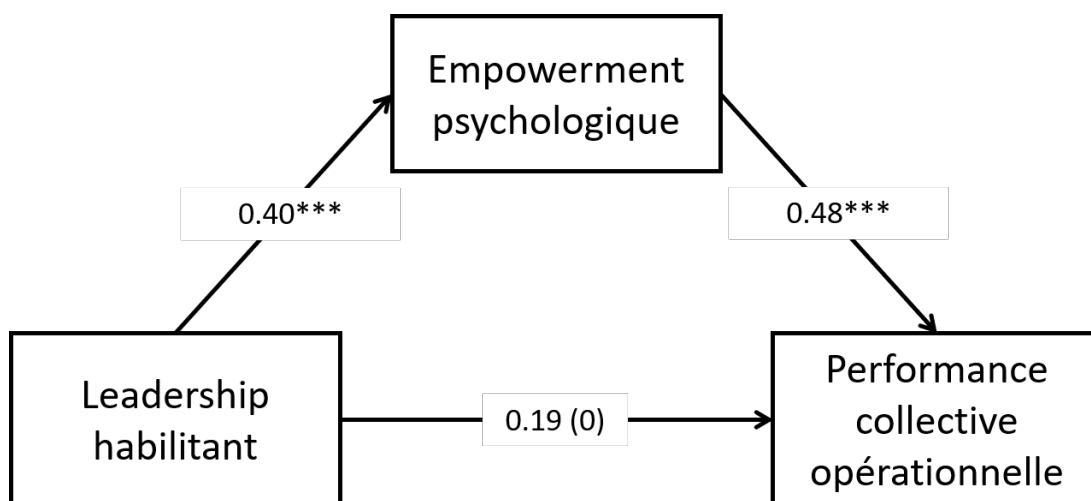 Empowerment
psychologique
0.40***
0.48***
Leadership
habilitant
0.19 (0)
Performance
collective
opérationnelle